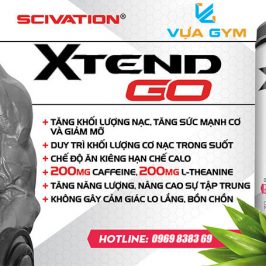 SCIVATION®
VỰA GYM
XTEND
GO
+ TĂNG KHỐI LƯỢNG NẠC, TĂNG SỨC MẠNH CƠ
VÀ GIẢM MỠ
+ DUY TRÌ KHỐI LƯỢNG CƠ NẠC TRONG SUỐT
+ CHẾ ĐỘ ĂN KIÊNG HẠN CHẾ CALO
+ 200MG CAFFEINE, 200MG L-THEANINE
+ TĂNG NĂNG LƯỢNG, NÂNG CAO SỰ TẬP TRUNG
+ KHÔNG GÂY CẢM GIÁC LO LẮNG, BỒN CHỒN
HOTLINE: 0969 8383 69